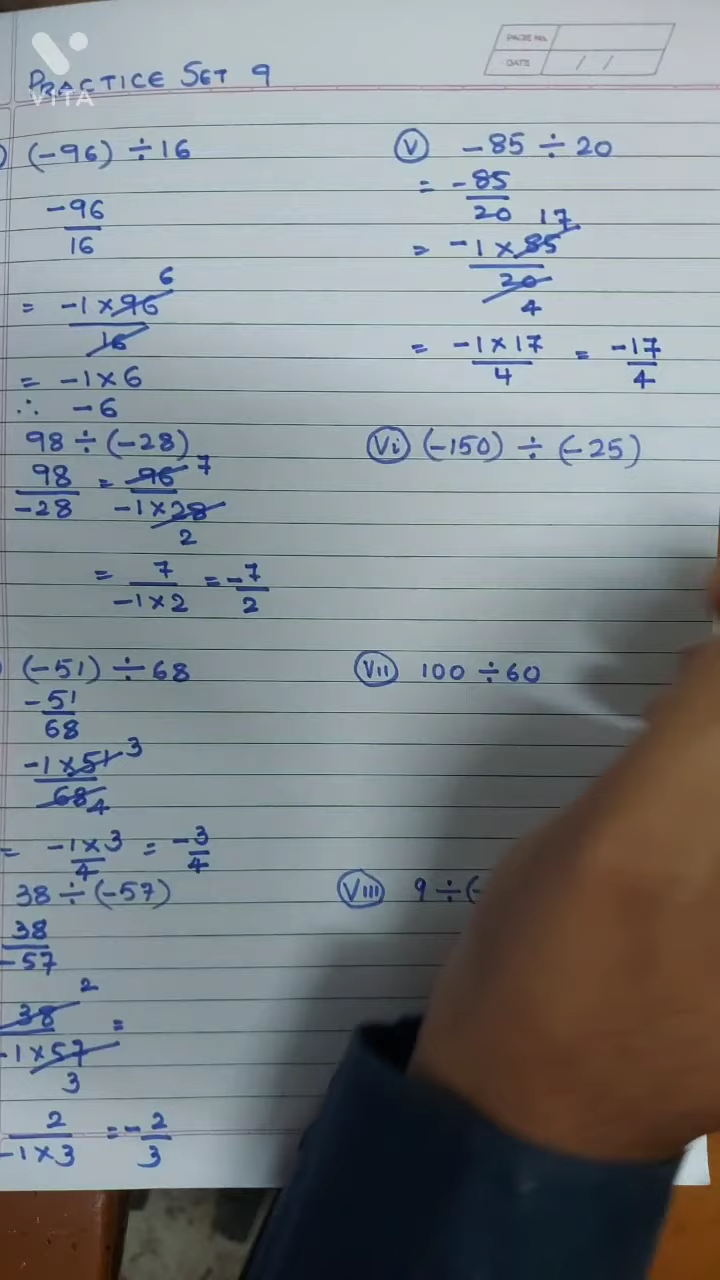 VITA
PAGE No.
DATE / /
PRACTICE SET 9
(-96) ÷ 16
-96
16
6
= -1 × 96
16
= -1 × 6
∴ -6
98 ÷ (-28)
98 = 96 7
-28 -1 × 28
2
= 7 = -7
-1 × 2 2
(-51) ÷ 68
-51
68
-1 × 51 3
68 4
= -1 × 3 = -3
4 4
38 ÷ (-57)
38
-57
2
38 =
-1 × 57
3
2 = -2
-1 × 3 3
(V) -85 ÷ 20
= -85
20 17
= -1 × 85
20
4
= -1 × 17 = -17
4 4
(Vi) (-150) ÷ (-25)
(Vii) 100 ÷ 60
(Viii) 9 ÷ (-